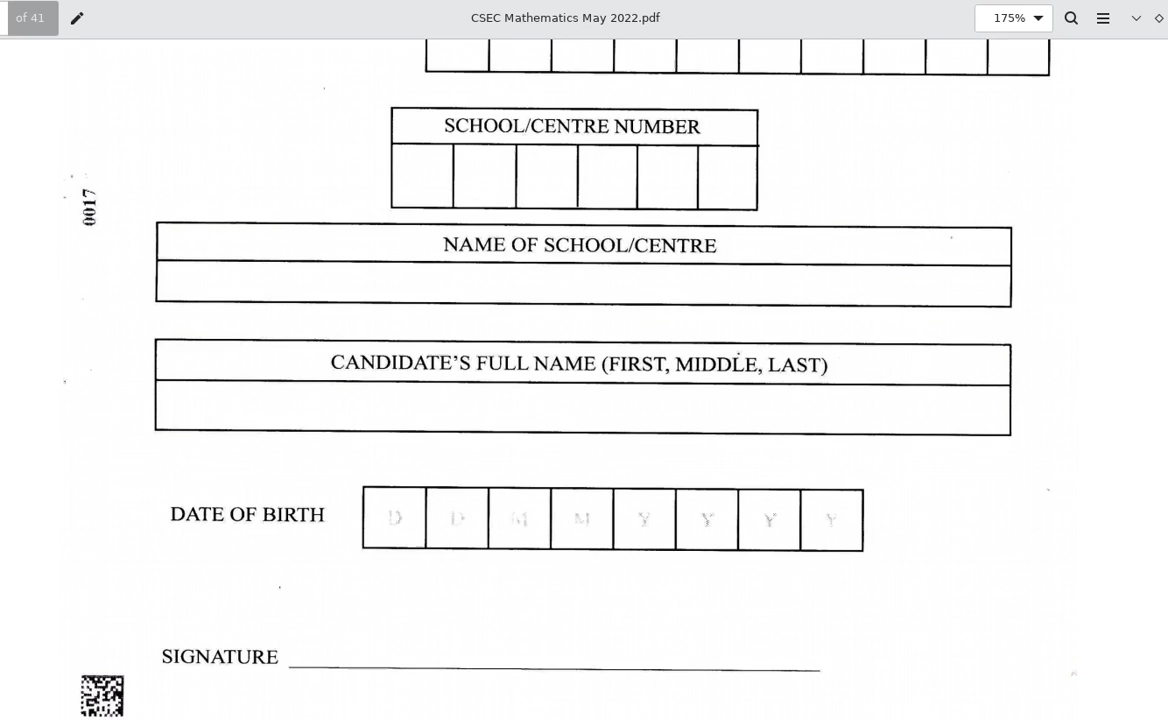 of 41
CSEC Mathematics May 2022.pdf
175%
SCHOOL/CENTRE NUMBER
0017
NAME OF SCHOOL/CENTRE
CANDIDATE'S FULL NAME (FIRST, MIDDLE, LAST)
DATE OF BIRTH
D D M M Y Y Y Y
SIGNATURE